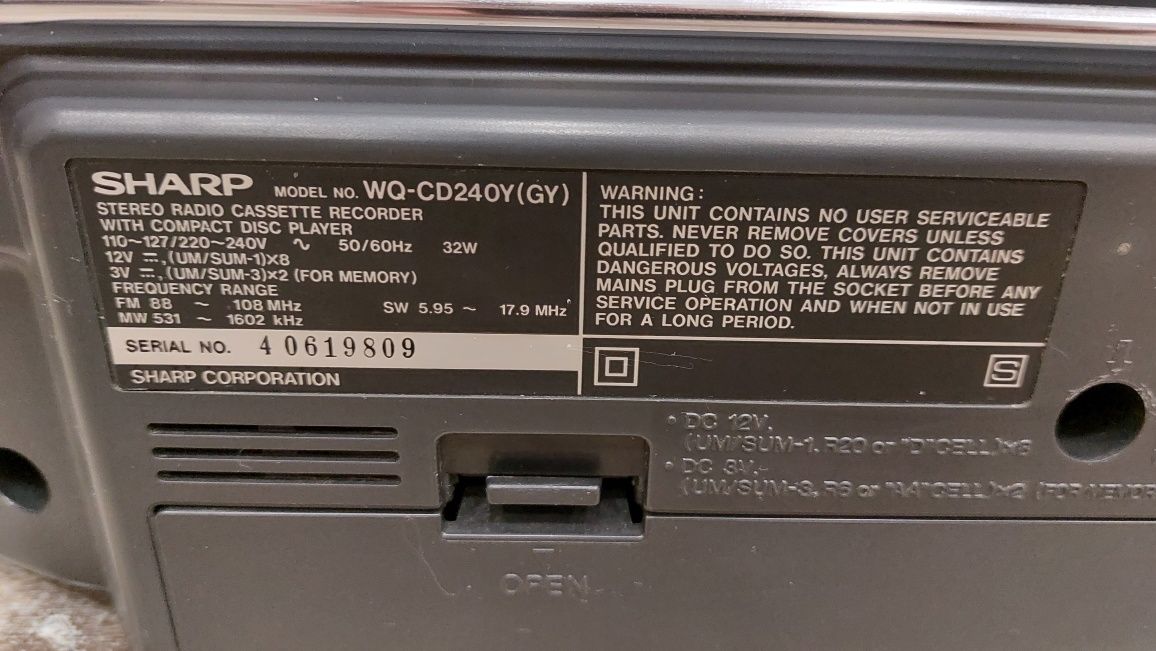 SHARP MODEL NO. WQ-CD240Y(GY)
STEREO RADIO CASSETTE RECORDER
WITH COMPACT DISC PLAYER
110~127/220~240V ∿ 50/60Hz 32W
12V ⎓, (UM/SUM-1)×8
3V ⎓, (UM/SUM-3)×2 (FOR MEMORY)
FREQUENCY RANGE
FM 88 ~ 108 MHz SW 5.95 ~ 17.9 MHz
MW 531 ~ 1602 kHz
SERIAL NO. 40619809
SHARP CORPORATION
WARNING:
THIS UNIT CONTAINS NO USER SERVICEABLE
PARTS. NEVER REMOVE COVERS UNLESS
QUALIFIED TO DO SO. THIS UNIT CONTAINS
DANGEROUS VOLTAGES, ALWAYS REMOVE
MAINS PLUG FROM THE SOCKET BEFORE ANY
SERVICE OPERATION AND WHEN NOT IN USE
FOR A LONG PERIOD.
S
• DC 12V.
(UM/SUM-1, R20 or "D"CELL)×8
• DC 3V.
(UM/SUM-3, R6 or "AA"CELL)×2 (FOR
OPEN